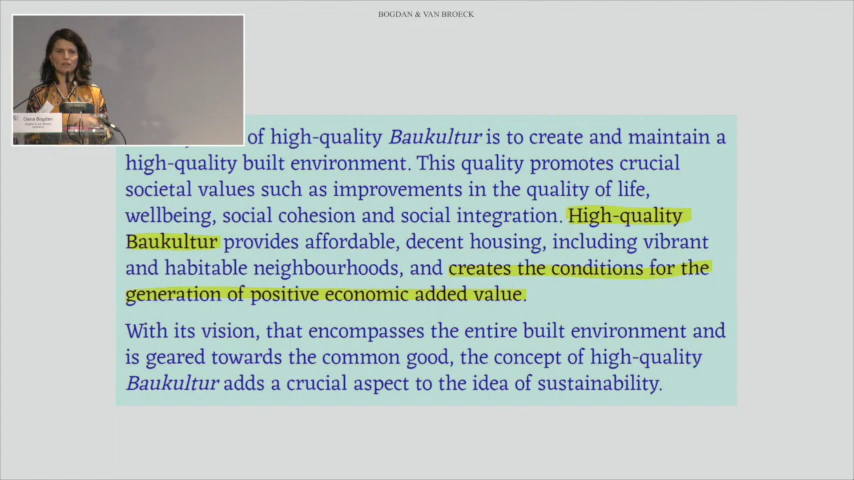 BOGDAN & VAN BROECK
Oana Bogdan
of high-quality Baukultur is to create and maintain a
high-quality built environment. This quality promotes crucial
societal values such as improvements in the quality of life,
wellbeing, social cohesion and social integration. High-quality
Baukultur provides affordable, decent housing, including vibrant
and habitable neighbourhoods, and creates the conditions for the
generation of positive economic added value.
With its vision, that encompasses the entire built environment and
is geared towards the common good, the concept of high-quality
Baukultur adds a crucial aspect to the idea of sustainability.